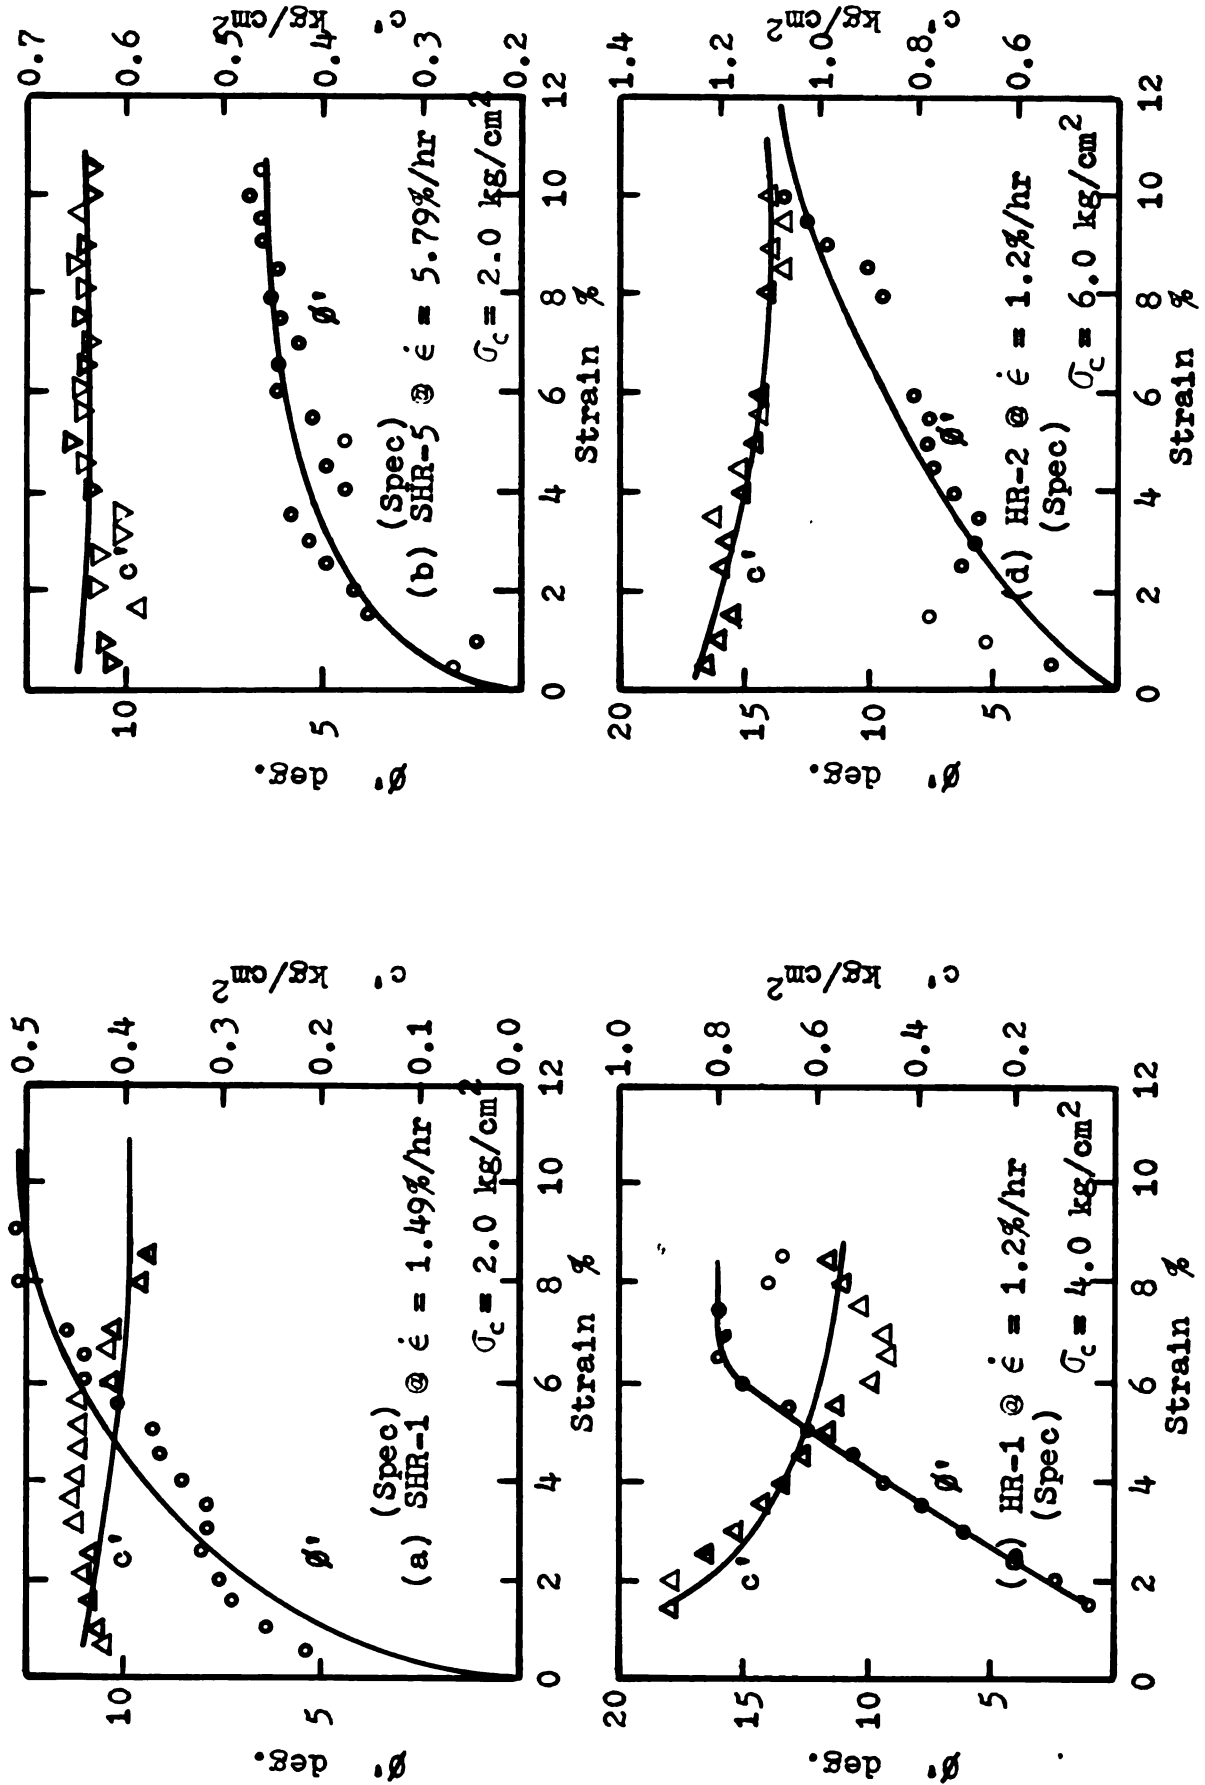 0.5
0.4
0.3
0.2
0.1
0.0
c' kg/cm2
10
5
ø' deg.
c'
ø'
(Spec)
(a) SHR-1 @ ε̇ = 1.49%/hr
σc = 2.0 kg/cm2
0 2 4 6 8 10 12
Strain %
0.7
0.6
0.5
0.4
0.3
0.2
c' kg/cm2
10
5
ø' deg.
c'
ø'
(Spec)
(b) SHR-5 @ ε̇ = 5.79%/hr
σc = 2.0 kg/cm2
0 2 4 6 8 10 12
Strain %
1.0
0.8
0.6
0.4
0.2
c' kg/cm2
20
15
10
5
ø' deg.
c'
ø'
HR-1 @ ε̇ = 1.2%/hr
(Spec)
σc = 4.0 kg/cm2
0 2 4 6 8 10 12
Strain %
1.4
1.2
1.0
0.8
0.6
c' kg/cm2
20
15
10
5
ø' deg.
c'
ø'
(d) HR-2 @ ε̇ = 1.2%/hr
(Spec)
σc = 6.0 kg/cm2
0 2 4 6 8 10 12
Strain %